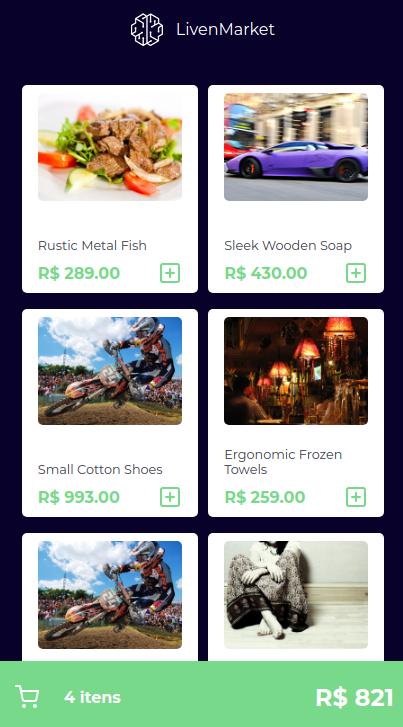 LivenMarket
Rustic Metal Fish
R$ 289.00
Sleek Wooden Soap
R$ 430.00
Small Cotton Shoes
R$ 993.00
Ergonomic Frozen
Towels
R$ 259.00
4 itens
R$ 821